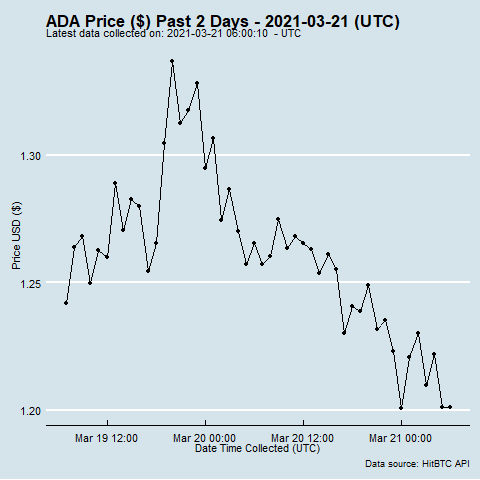 ADA Price ($) Past 2 Days - 2021-03-21 (UTC)
Latest data collected on: 2021-03-21 06:00:10 - UTC
1.30
1.25
1.20
Price USD ($)
Mar 19 12:00 Mar 20 00:00 Mar 20 12:00 Mar 21 00:00
Date Time Collected (UTC)
Data source: HitBTC API